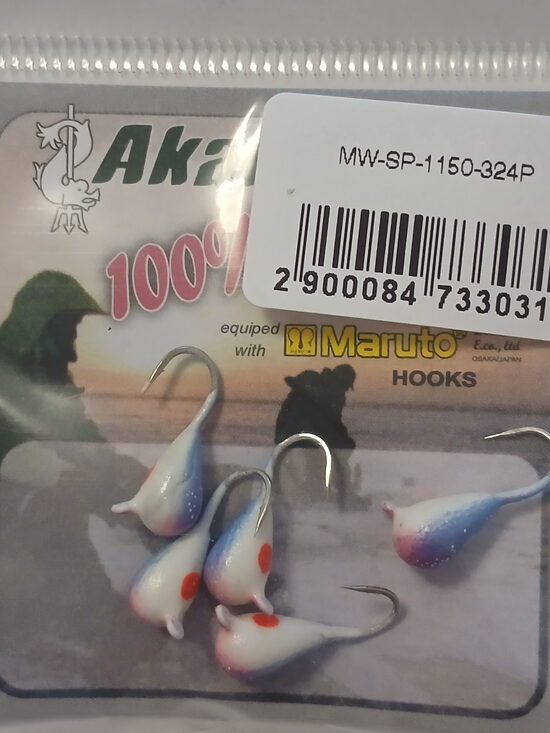 Aka
MW-SP-1150-324P
100%
2 900084 733031
equiped
with
Maruto
E.co., ltd
OSAKA/JAPAN
HOOKS